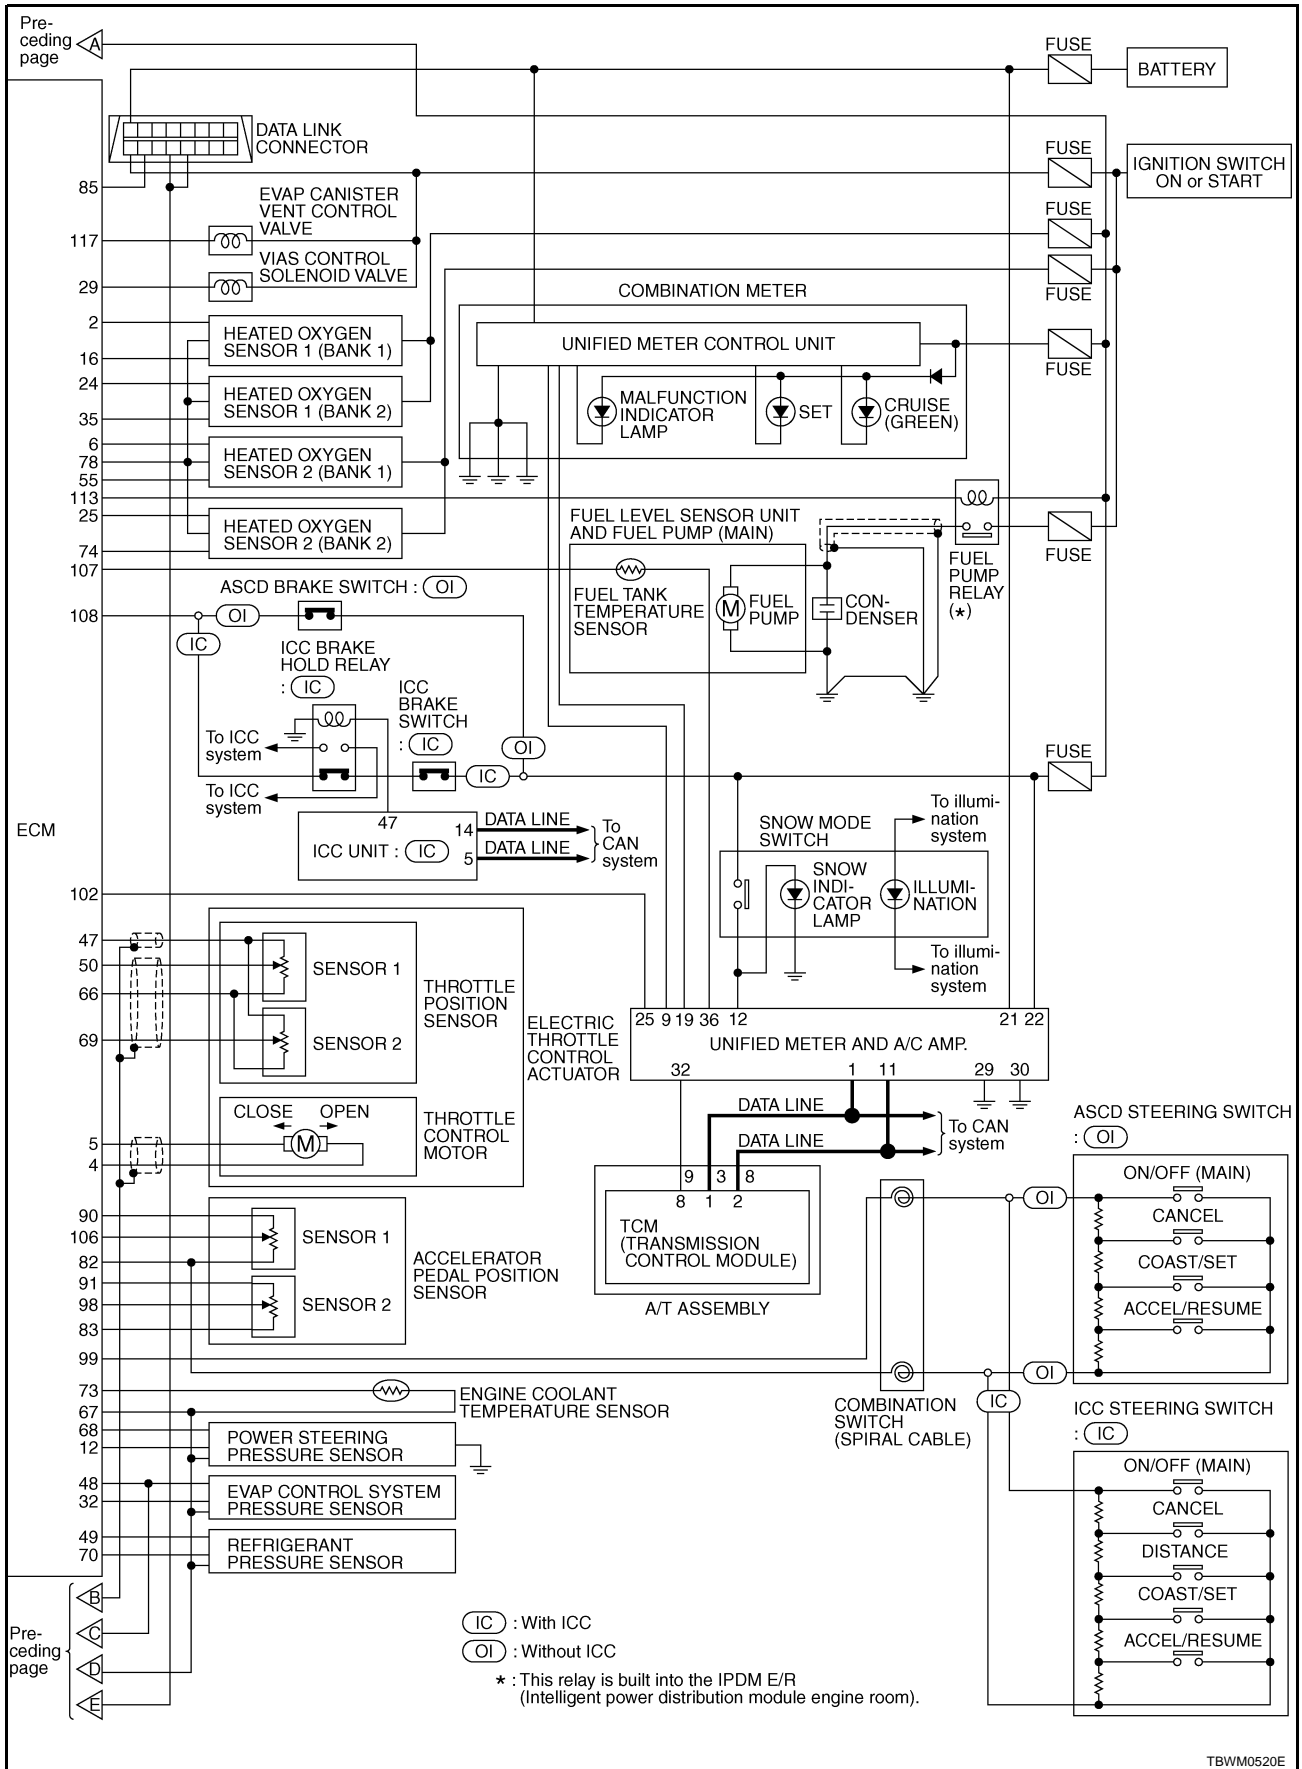 Pre-
ceding
page
A
FUSE
BATTERY
DATA LINK
CONNECTOR
FUSE
IGNITION SWITCH
ON or START
85
EVAP CANISTER
VENT CONTROL
VALVE
FUSE
117
VIAS CONTROL
SOLENOID VALVE
29
FUSE
COMBINATION METER
2
HEATED OXYGEN
SENSOR 1 (BANK 1)
16
UNIFIED METER CONTROL UNIT
FUSE
24
HEATED OXYGEN
SENSOR 1 (BANK 2)
35
MALFUNCTION
INDICATOR
LAMP
SET
CRUISE
(GREEN)
6
78
55
HEATED OXYGEN
SENSOR 2 (BANK 1)
113
25
HEATED OXYGEN
SENSOR 2 (BANK 2)
74
107
FUEL LEVEL SENSOR UNIT
AND FUEL PUMP (MAIN)
FUEL TANK
TEMPERATURE
SENSOR
M
FUEL
PUMP
CON-
DENSER
FUEL
PUMP
RELAY
(*)
FUSE
ASCD BRAKE SWITCH : OI
108
OI
IC
ICC BRAKE
HOLD RELAY
: IC
ICC
BRAKE
SWITCH
: IC
To ICC
system
OI
To ICC
system
IC
FUSE
ECM
47
14
DATA LINE
ICC UNIT : IC
5
DATA LINE
To
CAN
system
SNOW MODE
SWITCH
To illumi-
nation
system
SNOW
INDI-
CATOR
LAMP
ILLUMI-
NATION
To illumi-
nation
system
102
47
50
66
69
SENSOR 1
SENSOR 2
THROTTLE
POSITION
SENSOR
ELECTRIC
THROTTLE
CONTROL
ACTUATOR
25 9 19 36 12 21 22
UNIFIED METER AND A/C AMP.
32 1 11 29 30
CLOSE OPEN
M
THROTTLE
CONTROL
MOTOR
5
4
DATA LINE
DATA LINE
To CAN
system
9 3 8
8 1 2
TCM
(TRANSMISSION
CONTROL MODULE)
A/T ASSEMBLY
ASCD STEERING SWITCH
: OI
OI
ON/OFF (MAIN)
CANCEL
COAST/SET
ACCEL/RESUME
OI
90
106
82
91
98
83
SENSOR 1
SENSOR 2
ACCELERATOR
PEDAL POSITION
SENSOR
99
73
67
ENGINE COOLANT
TEMPERATURE SENSOR
COMBINATION
SWITCH
(SPIRAL CABLE)
IC
68
12
POWER STEERING
PRESSURE SENSOR
48
32
EVAP CONTROL SYSTEM
PRESSURE SENSOR
49
70
REFRIGERANT
PRESSURE SENSOR
ICC STEERING SWITCH
: IC
ON/OFF (MAIN)
CANCEL
DISTANCE
COAST/SET
ACCEL/RESUME
Pre-
ceding
page
B
C
D
E
IC : With ICC
OI : Without ICC
* : This relay is built into the IPDM E/R
(Intelligent power distribution module engine room).
TBWM0520E